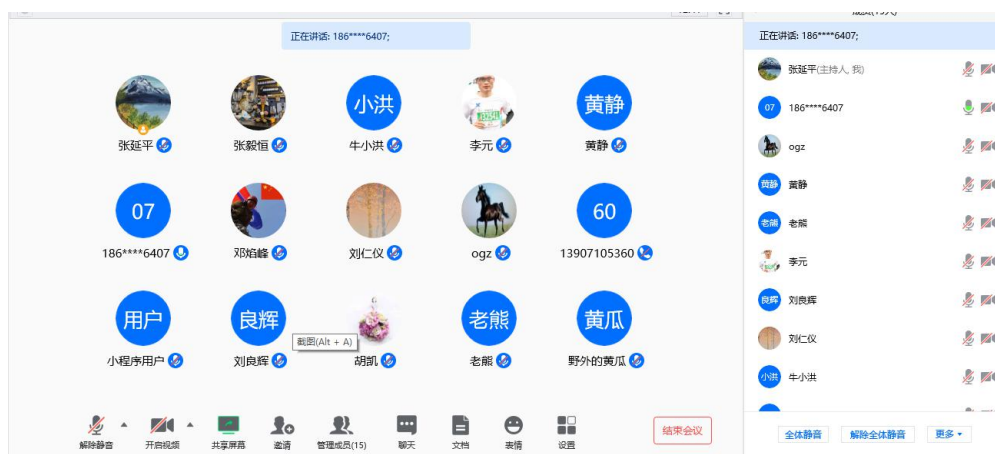 正在讲话: 186****6407;
张延平
张毅恒
牛小洪
李元
黄静
小洪
黄静
07
60
186****6407
邓焰峰
刘仁仪
ogz
13907105360
用户
良辉
老熊
黄瓜
小程序用户
刘良辉
截图(Alt + A)
胡凯
老熊
野外的黄瓜
解除静音
开启视频
共享屏幕
邀请
管理成员(15)
聊天
文档
表情
设置
结束会议
正在讲话: 186****6407;
张延平(主持人, 我)
07 186****6407
ogz
黄静 黄静
老熊 老熊
李元
良辉 刘良辉
刘仁仪
小洪 牛小洪
全体静音
解除全体静音
更多